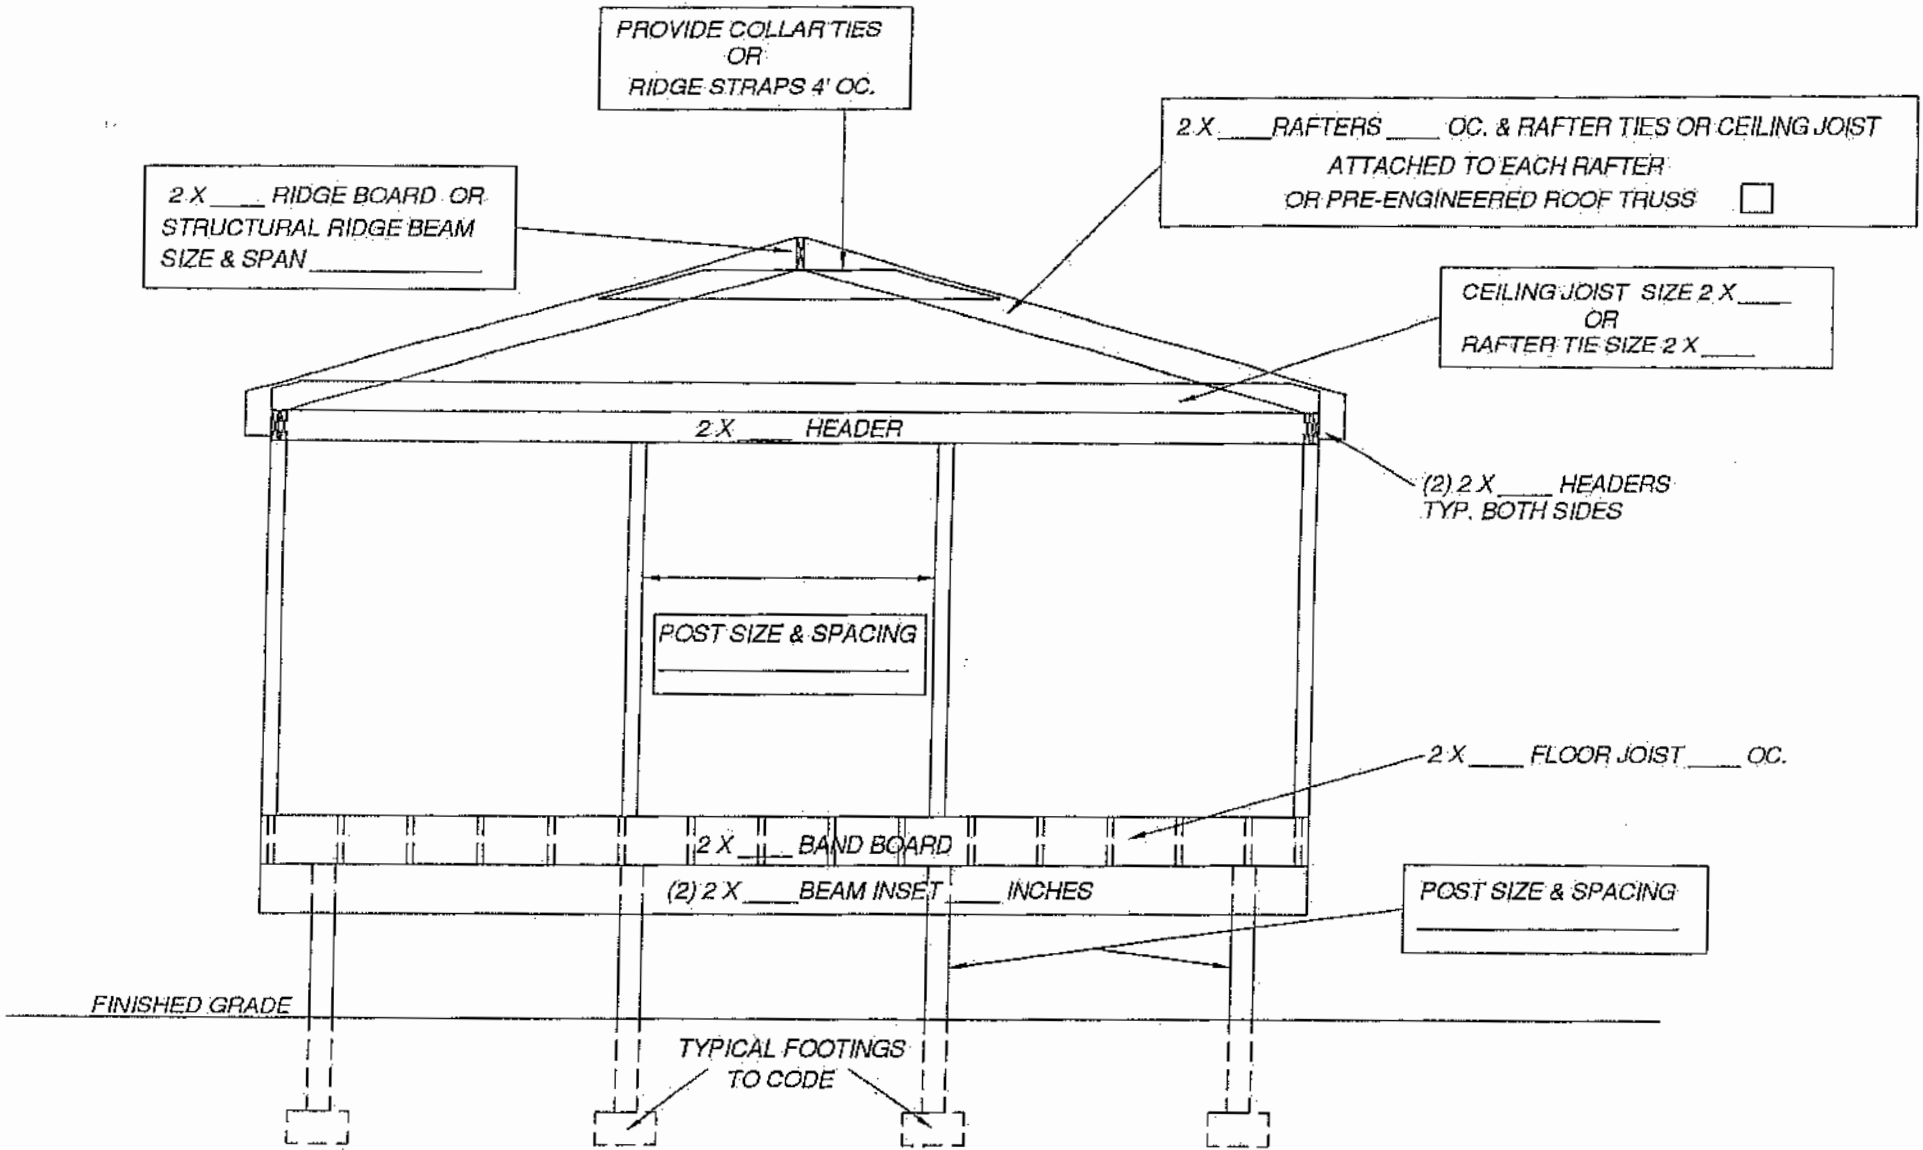 PROVIDE COLLAR TIES
OR
RIDGE STRAPS 4' OC.
2 X ____ RAFTERS ____ OC. & RAFTER TIES OR CEILING JOIST
ATTACHED TO EACH RAFTER
OR PRE-ENGINEERED ROOF TRUSS
2 X ____ RIDGE BOARD OR
STRUCTURAL RIDGE BEAM
SIZE & SPAN ____________
CEILING JOIST SIZE 2 X ____
OR
RAFTER TIE SIZE 2 X ____
2 X ____ HEADER
(2) 2 X ____ HEADERS
TYP. BOTH SIDES
POST SIZE & SPACING
____________
2 X ____ FLOOR JOIST ____ OC.
2 X ____ BAND BOARD
(2) 2 X ____ BEAM INSET ____ INCHES
POST SIZE & SPACING
____________
FINISHED GRADE
TYPICAL FOOTINGS
TO CODE